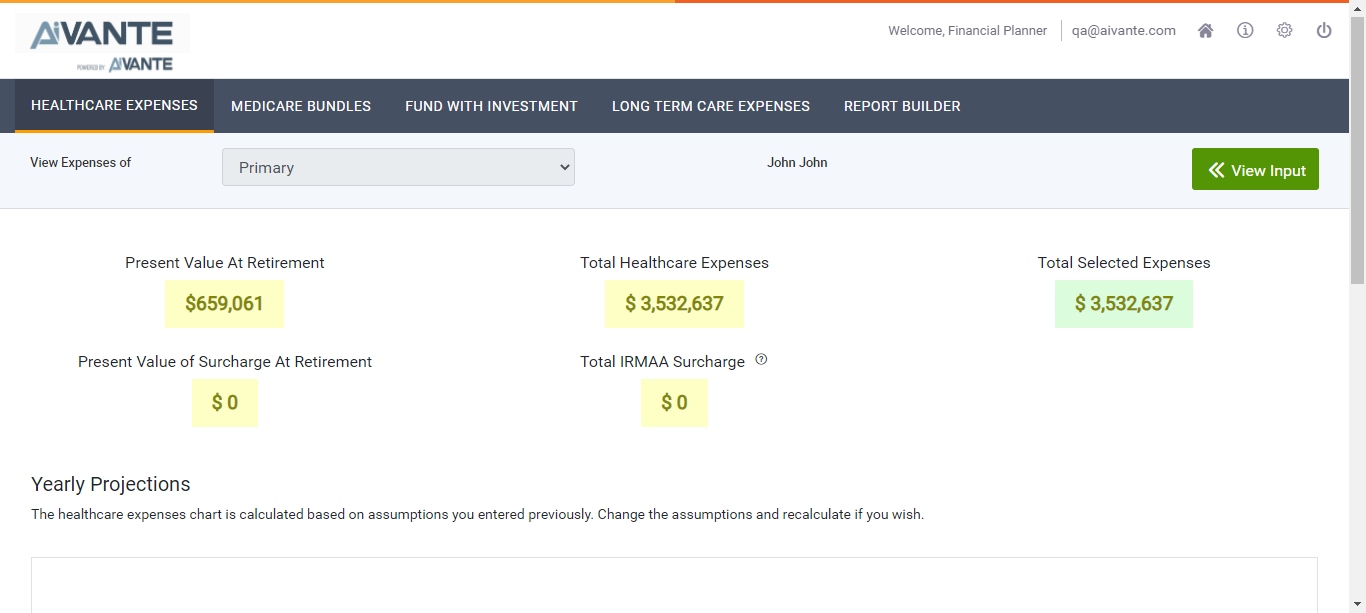 AiVANTE
POWERED BY AiVANTE
Welcome, Financial Planner qa@aivante.com
HEALTHCARE EXPENSES MEDICARE BUNDLES FUND WITH INVESTMENT LONG TERM CARE EXPENSES REPORT BUILDER
View Expenses of Primary John John View Input
Present Value At Retirement Total Healthcare Expenses Total Selected Expenses
$659,061 $ 3,532,637 $ 3,532,637
Present Value of Surcharge At Retirement Total IRMAA Surcharge ?
$ 0 $ 0
Yearly Projections
The healthcare expenses chart is calculated based on assumptions you entered previously. Change the assumptions and recalculate if you wish.